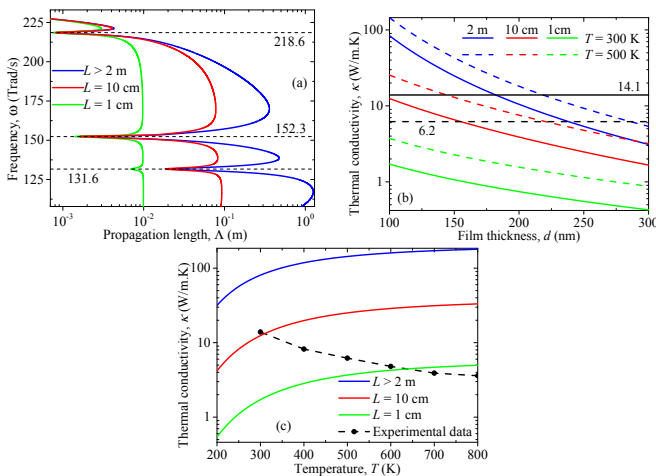 Frequency, ω (Trad/s)
225
200
175
150
125
218.6
(a)
L > 2 m
L = 10 cm
L = 1 cm
152.3
131.6
10-3
10-2
10-1
100
Propagation length, Λ (m)
Thermal conductivity, κ (W/m.K)
100
10
1
2 m 10 cm 1cm
T = 300 K
T = 500 K
14.1
6.2
(b)
100 150 200 250 300
Film thickness, d (nm)
Thermal conductivity, κ (W/m.K)
100
10
1
L > 2 m
L = 10 cm
L = 1 cm
Experimental data
(c)
200 300 400 500 600 700 800
Temperature, T (K)